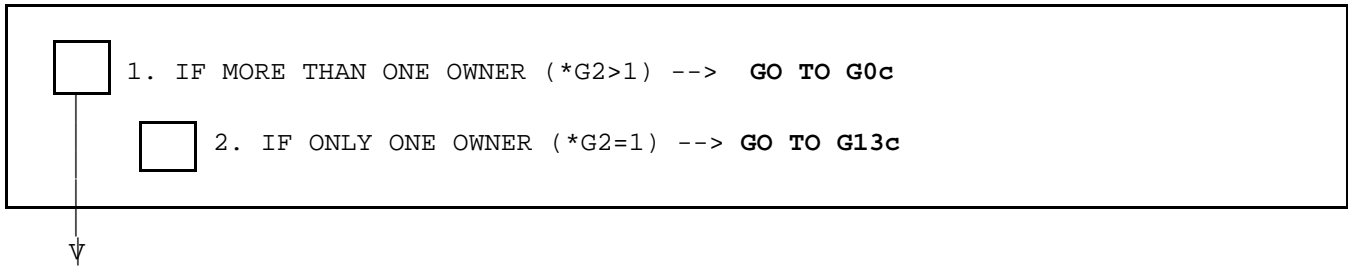 1. IF MORE THAN ONE OWNER (*G2>1) --> GO TO G0c
2. IF ONLY ONE OWNER (*G2=1) --> GO TO G13c